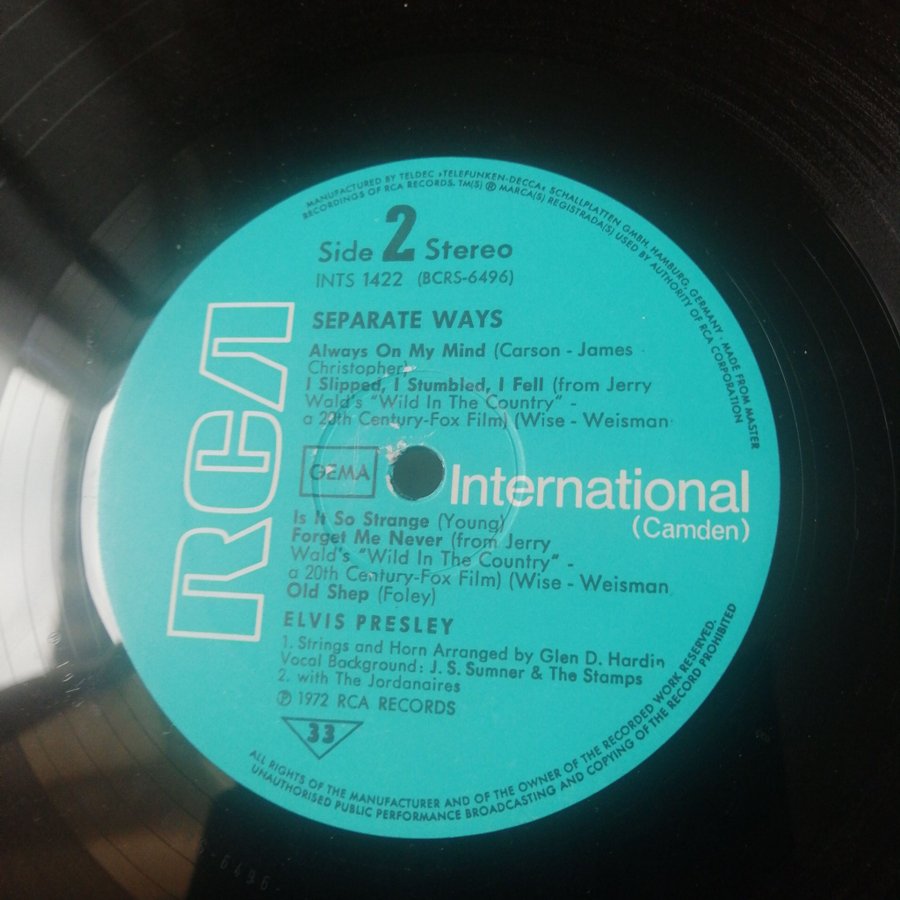 MANUFACTURED BY TELDEC »TELEFUNKEN-DECCA« SCHALLPLATTEN GMBH, HAMBURG, GERMANY · MADE FROM MASTER
RECORDINGS OF RCA RECORDS. TM(S) ® MARCA(S) REGISTRADA(S) USED BY AUTHORITY OF RCA CORPORATION
Side 2 Stereo
INTS 1422 (BCRS-6496)
SEPARATE WAYS
Always On My Mind (Carson - James -
Christopher)
I Slipped, I Stumbled, I Fell (from Jerry
Wald's "Wild In The Country" -
a 20th Century-Fox Film) (Wise - Weisman
RCA
GEMA
International
(Camden)
Is It So Strange (Young)
Forget Me Never (from Jerry
Wald's "Wild In The Country" -
a 20th Century-Fox Film) (Wise - Weisman
Old Shep (Foley)
ELVIS PRESLEY
1. Strings and Horn Arranged by Glen D. Hardin
Vocal Background: J. S. Sumner & The Stamps
2. with The Jordanaires
℗ 1972 RCA RECORDS
33
ALL RIGHTS OF THE MANUFACTURER AND OF THE OWNER OF THE RECORDED WORK RESERVED.
UNAUTHORISED PUBLIC PERFORMANCE BROADCASTING AND COPYING OF THE RECORD PROHIBITED